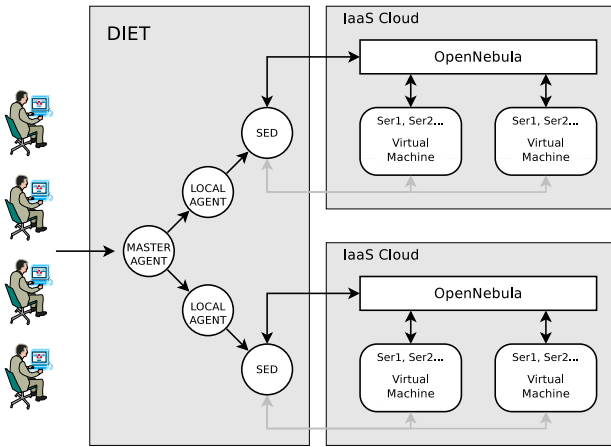 DIET
IaaS Cloud
OpenNebula
Ser1, Ser2...
Virtual
Machine
Ser1, Ser2...
Virtual
Machine
SED
LOCAL
AGENT
MASTER
AGENT
LOCAL
AGENT
SED
IaaS Cloud
OpenNebula
Ser1, Ser2...
Virtual
Machine
Ser1, Ser2...
Virtual
Machine